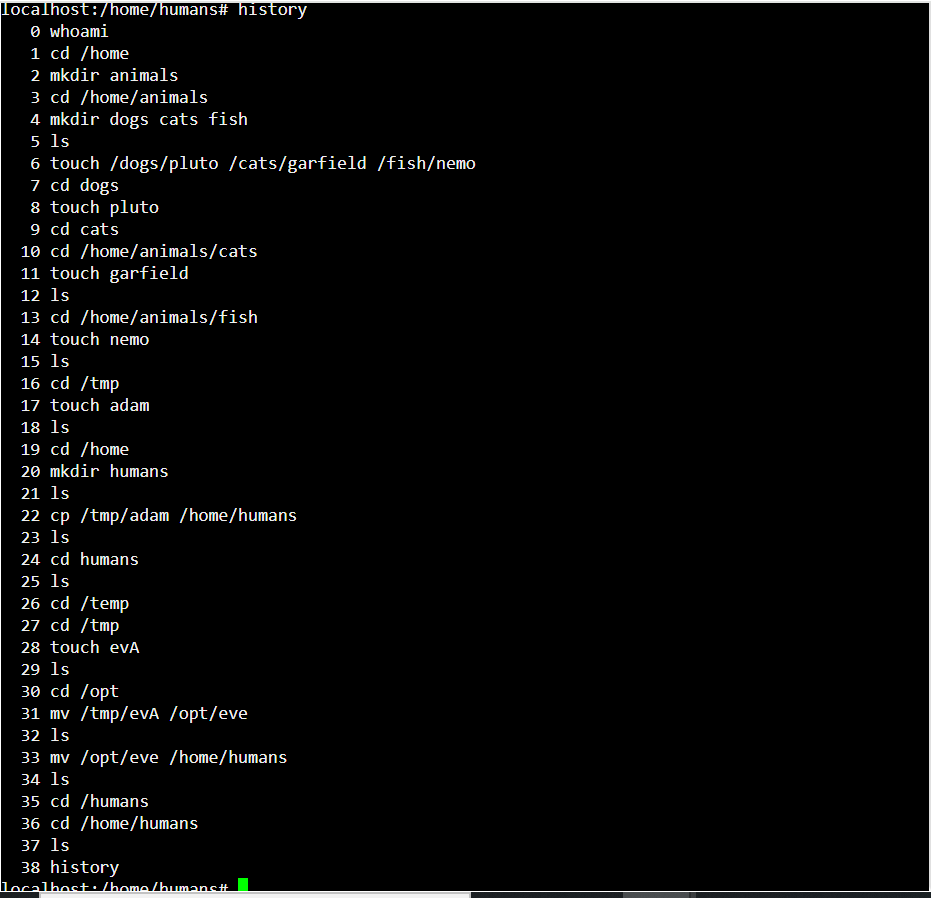 localhost:/home/humans# history
0 whoami
1 cd /home
2 mkdir animals
3 cd /home/animals
4 mkdir dogs cats fish
5 ls
6 touch /dogs/pluto /cats/garfield /fish/nemo
7 cd dogs
8 touch pluto
9 cd cats
10 cd /home/animals/cats
11 touch garfield
12 ls
13 cd /home/animals/fish
14 touch nemo
15 ls
16 cd /tmp
17 touch adam
18 ls
19 cd /home
20 mkdir humans
21 ls
22 cp /tmp/adam /home/humans
23 ls
24 cd humans
25 ls
26 cd /temp
27 cd /tmp
28 touch evA
29 ls
30 cd /opt
31 mv /tmp/evA /opt/eve
32 ls
33 mv /opt/eve /home/humans
34 ls
35 cd /humans
36 cd /home/humans
37 ls
38 history
localhost:/home/humans#